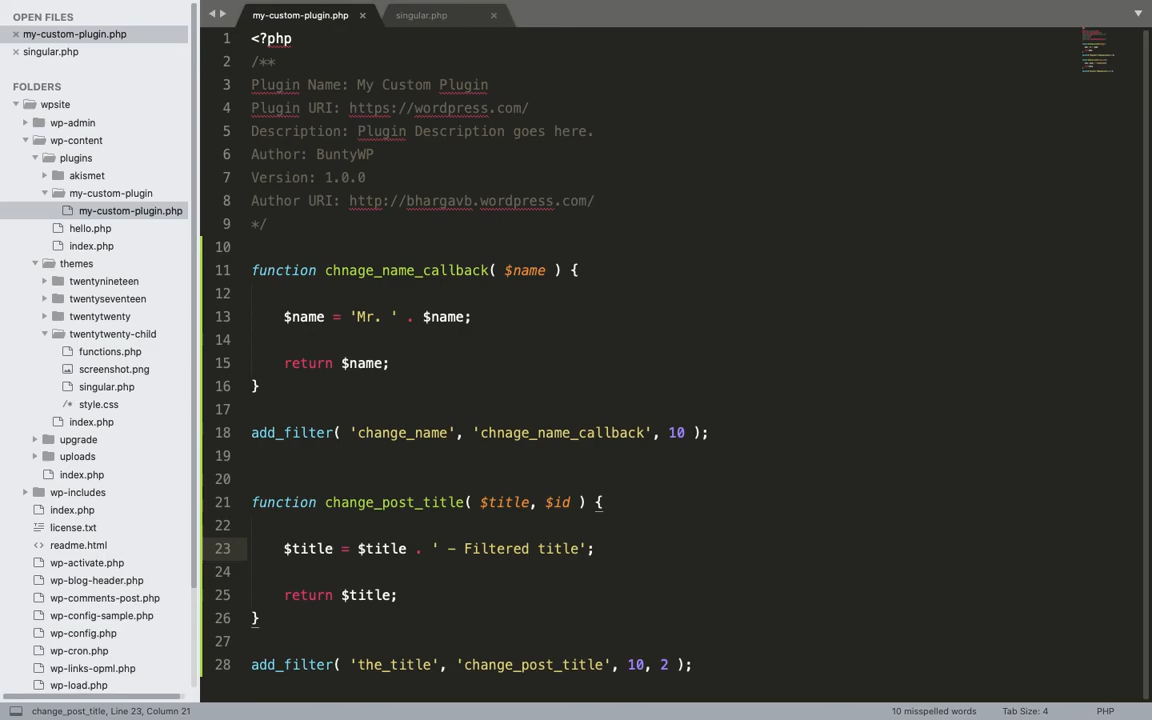 OPEN FILES
my-custom-plugin.php
singular.php
FOLDERS
wpsite
wp-admin
wp-content
plugins
akismet
my-custom-plugin
my-custom-plugin.php
hello.php
index.php
themes
twentynineteen
twentyseventeen
twentytwenty
twentytwenty-child
functions.php
screenshot.png
singular.php
style.css
index.php
upgrade
uploads
index.php
wp-includes
index.php
license.txt
readme.html
wp-activate.php
wp-blog-header.php
wp-comments-post.php
wp-config-sample.php
wp-config.php
wp-cron.php
wp-links-opml.php
wp-load.php
my-custom-plugin.php
singular.php
1 <?php
2 /**
3 Plugin Name: My Custom Plugin
4 Plugin URI: https://wordpress.com/
5 Description: Plugin Description goes here.
6 Author: BuntyWP
7 Version: 1.0.0
8 Author URI: http://bhargavb.wordpress.com/
9 */
10
11 function chnage_name_callback( $name ) {
12
13 $name = 'Mr. ' . $name;
14
15 return $name;
16 }
17
18 add_filter( 'change_name', 'chnage_name_callback', 10 );
19
20
21 function change_post_title( $title, $id ) {
22
23 $title = $title . ' - Filtered title';
24
25 return $title;
26 }
27
28 add_filter( 'the_title', 'change_post_title', 10, 2 );
change_post_title, Line 23, Column 21
10 misspelled words
Tab Size: 4
PHP